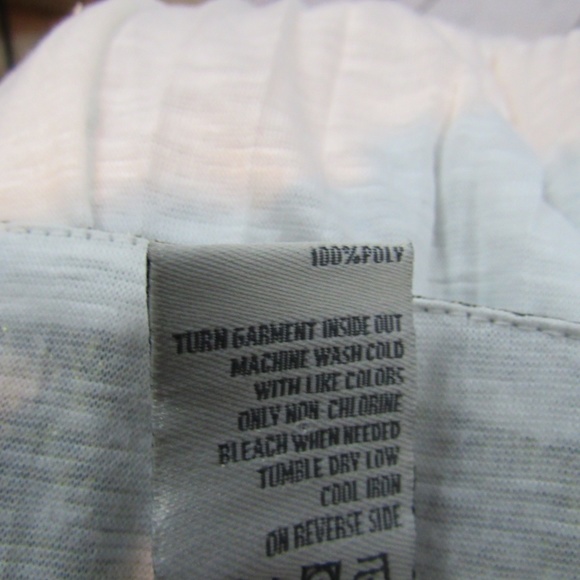 100%POLY
TURN GARMENT INSIDE OUT
MACHINE WASH COLD
WITH LIKE COLORS
ONLY NON-CHLORINE
BLEACH WHEN NEEDED
TUMBLE DRY LOW
COOL IRON
ON REVERSE SIDE